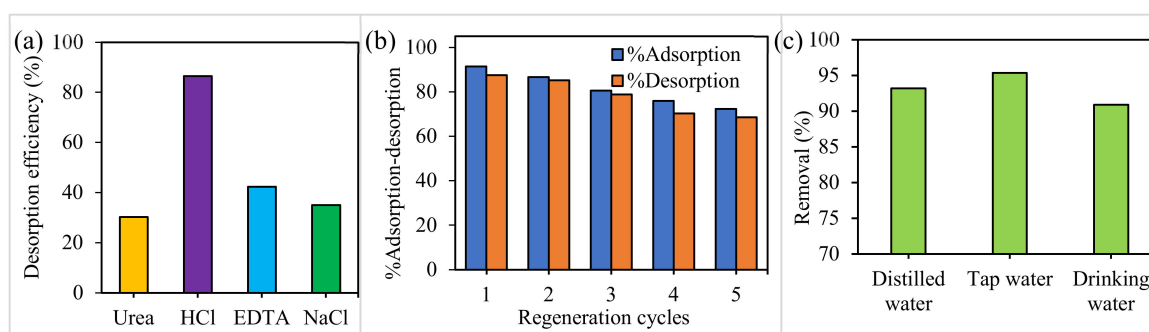 (a)
Desorption efficiency (%)
100
80
60
40
20
0
Urea HCl EDTA NaCl
(b)
%Adsorption-desorption
100
80
60
40
20
0
%Adsorption
%Desorption
1 2 3 4 5
Regeneration cycles
(c)
Removal (%)
100
95
90
85
80
75
70
Distilled
water
Tap water
Drinking
water